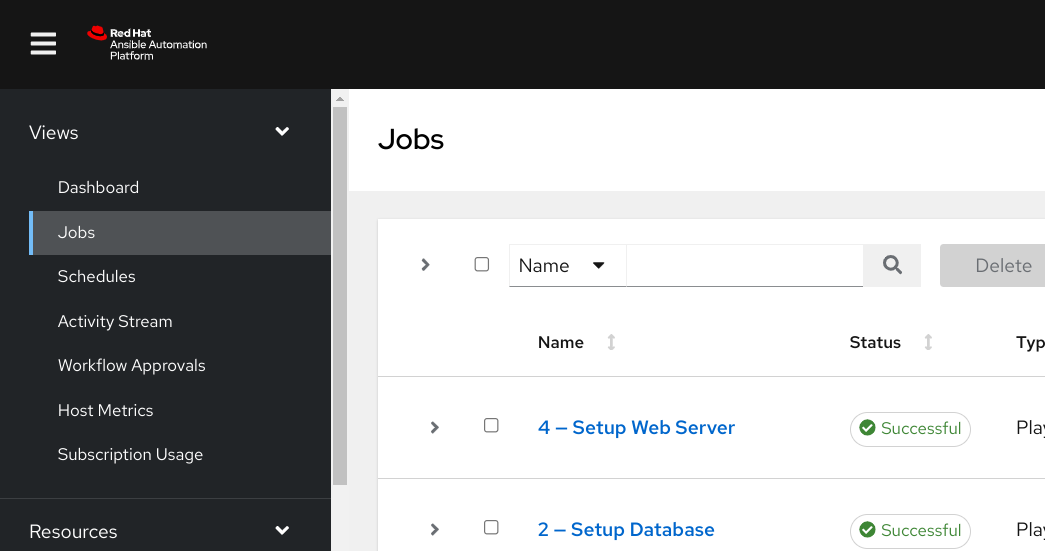 Red Hat
Ansible Automation
Platform
Views
Dashboard
Jobs
Schedules
Activity Stream
Workflow Approvals
Host Metrics
Subscription Usage
Resources
Jobs
Name
Delete
Name Status Typ
4 – Setup Web Server Successful Play
2 – Setup Database Successful Play